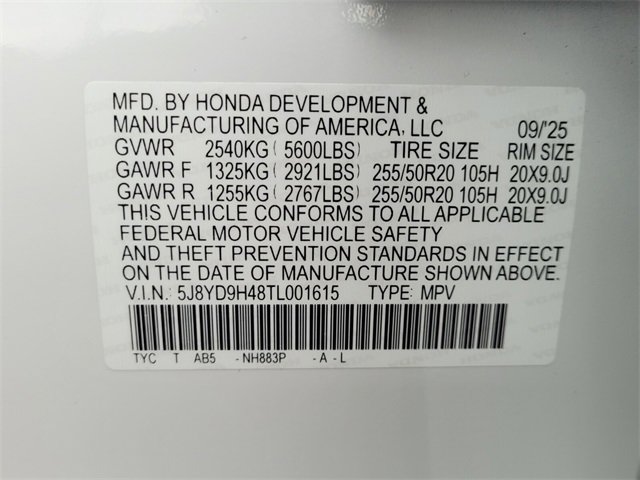 MFD. BY HONDA DEVELOPMENT &
MANUFACTURING OF AMERICA, LLC 09/'25
GVWR 2540KG( 5600LBS) TIRE SIZE RIM SIZE
GAWR F 1325KG( 2921LBS) 255/50R20 105H 20X9.0J
GAWR R 1255KG( 2767LBS) 255/50R20 105H 20X9.0J
THIS VEHICLE CONFORMS TO ALL APPLICABLE
FEDERAL MOTOR VEHICLE SAFETY
AND THEFT PREVENTION STANDARDS IN EFFECT
ON THE DATE OF MANUFACTURE SHOWN ABOVE.
V.I.N.: 5J8YD9H48TL001615 TYPE: MPV
TYC T AB5 -NH883P -A-L